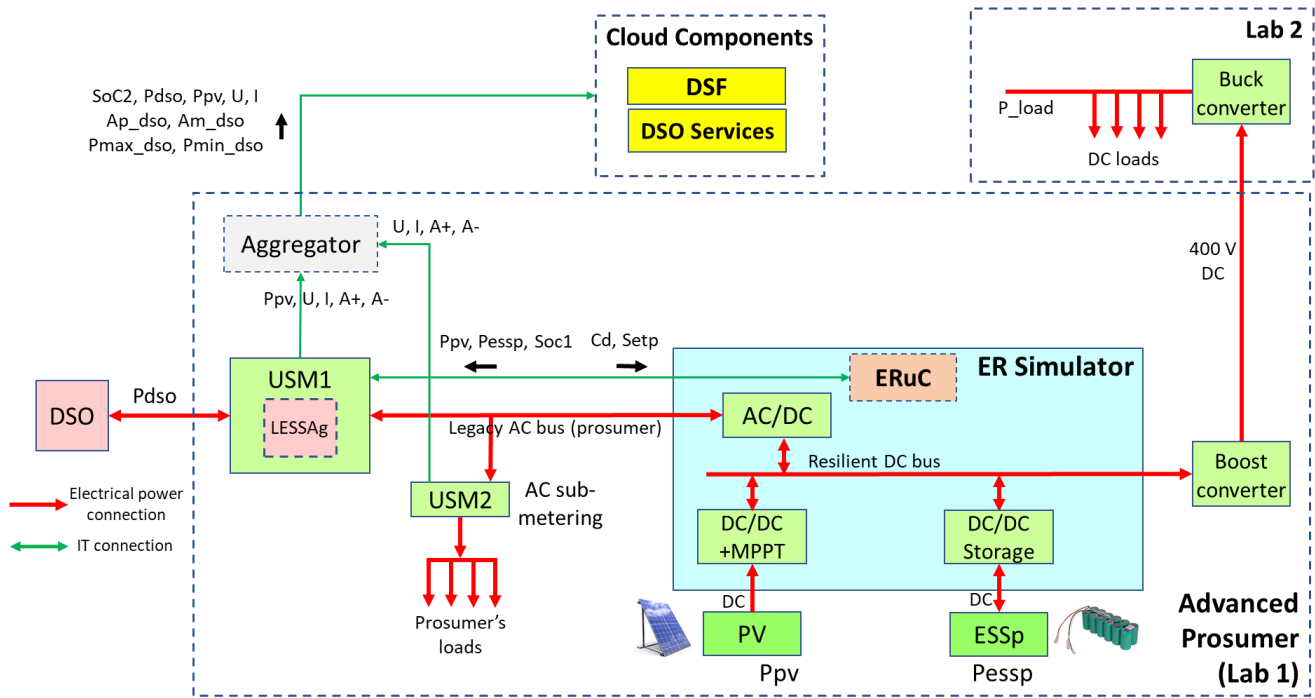 Cloud Components
DSF
DSO Services
Lab 2
Buck
converter
P_load
DC loads
SoC2, Pdso, Ppv, U, I
Ap_dso, Am_dso
Pmax_dso, Pmin_dso
Aggregator
U, I, A+, A-
400 V
DC
Ppv, U, I, A+, A-
Ppv, Pessp, Soc1
Cd, Setp
USM1
LESSAg
DSO
Pdso
ERuC
ER Simulator
AC/DC
Legacy AC bus (prosumer)
Resilient DC bus
Boost
converter
Electrical power
connection
IT connection
USM2
AC sub-
metering
DC/DC
+MPPT
DC/DC
Storage
Prosumer's
loads
DC
DC
PV
ESSp
Ppv
Pessp
Advanced
Prosumer
(Lab 1)